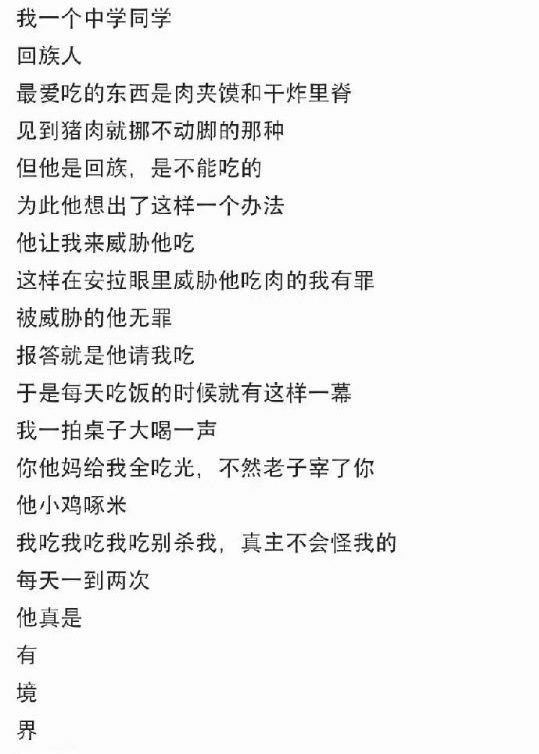 我一个中学同学
回族人
最爱吃的东西是肉夹馍和干炸里脊
见到猪肉就挪不动脚的那种
但他是回族，是不能吃的
为此他想出了这样一个办法
他让我来威胁他吃
这样在安拉眼里威胁他吃肉的我有罪
被威胁的他无罪
报答就是他请我吃
于是每天吃饭的时候就有这样一幕
我一拍桌子大喝一声
你他妈给我全吃光，不然老子宰了你
他小鸡啄米
我吃我吃我吃别杀我，真主不会怪我的
每天一到两次
他真是
有
境
界